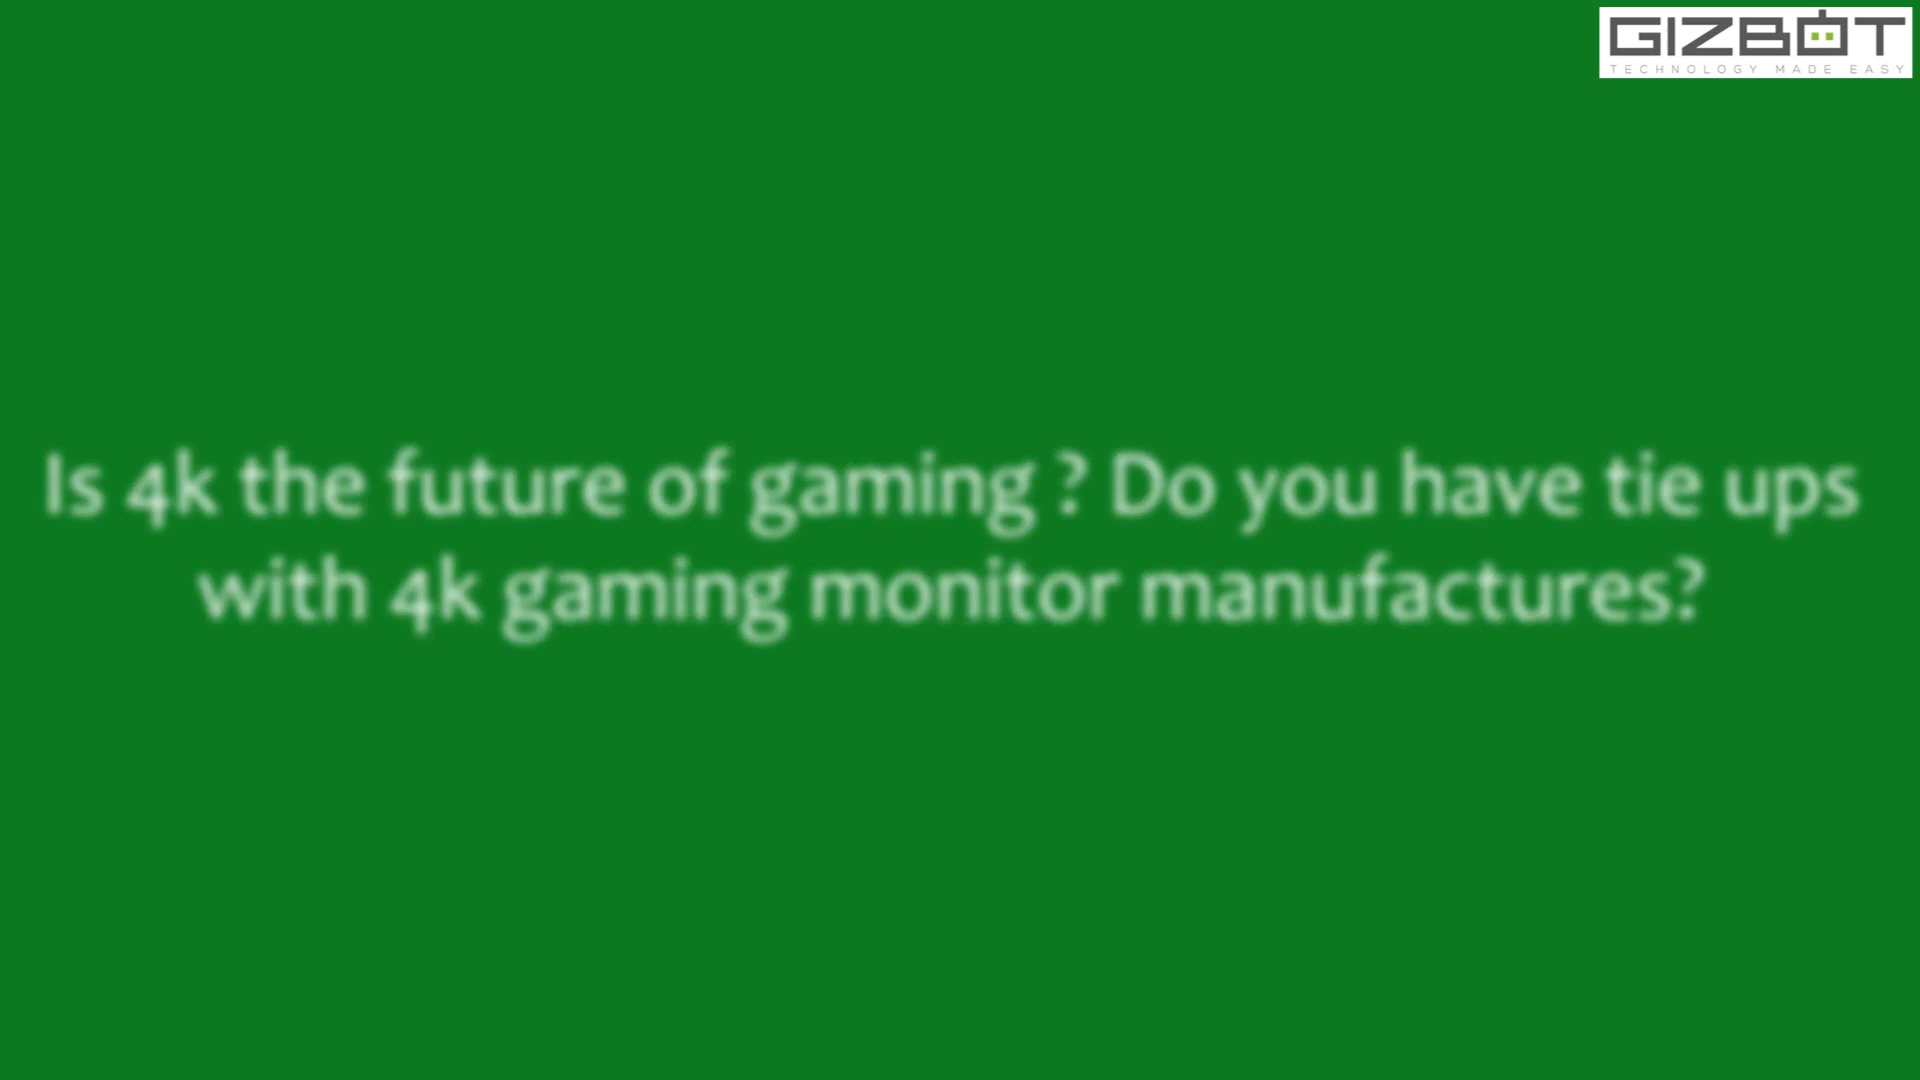 GIZBOT
TECHNOLOGY MADE EASY
Is 4k the future of gaming ? Do you have tie ups
with 4k gaming monitor manufactures?